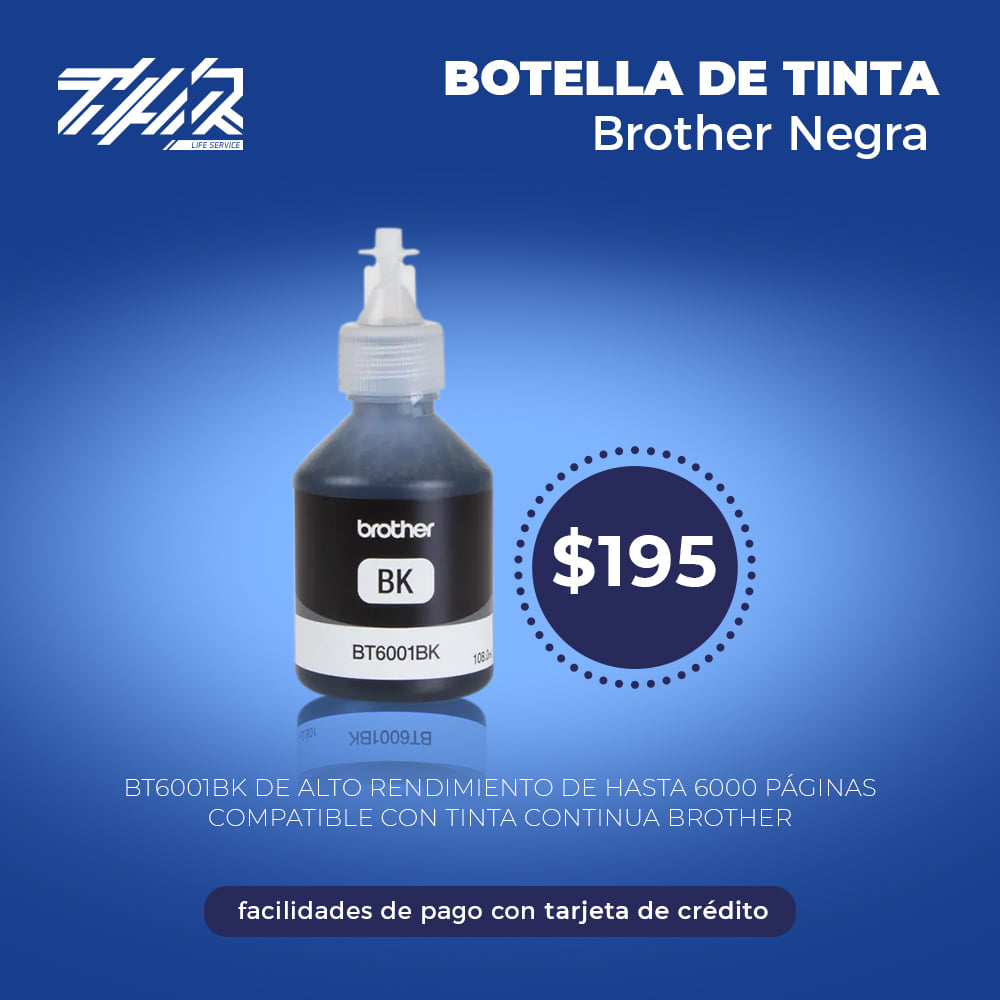 THR
LIFE SERVICE
BOTELLA DE TINTA
Brother Negra
brother
BK
BT6001BK
$195
BT6001BK DE ALTO RENDIMIENTO DE HASTA 6000 PÁGINAS
COMPATIBLE CON TINTA CONTINUA BROTHER
facilidades de pago con tarjeta de crédito